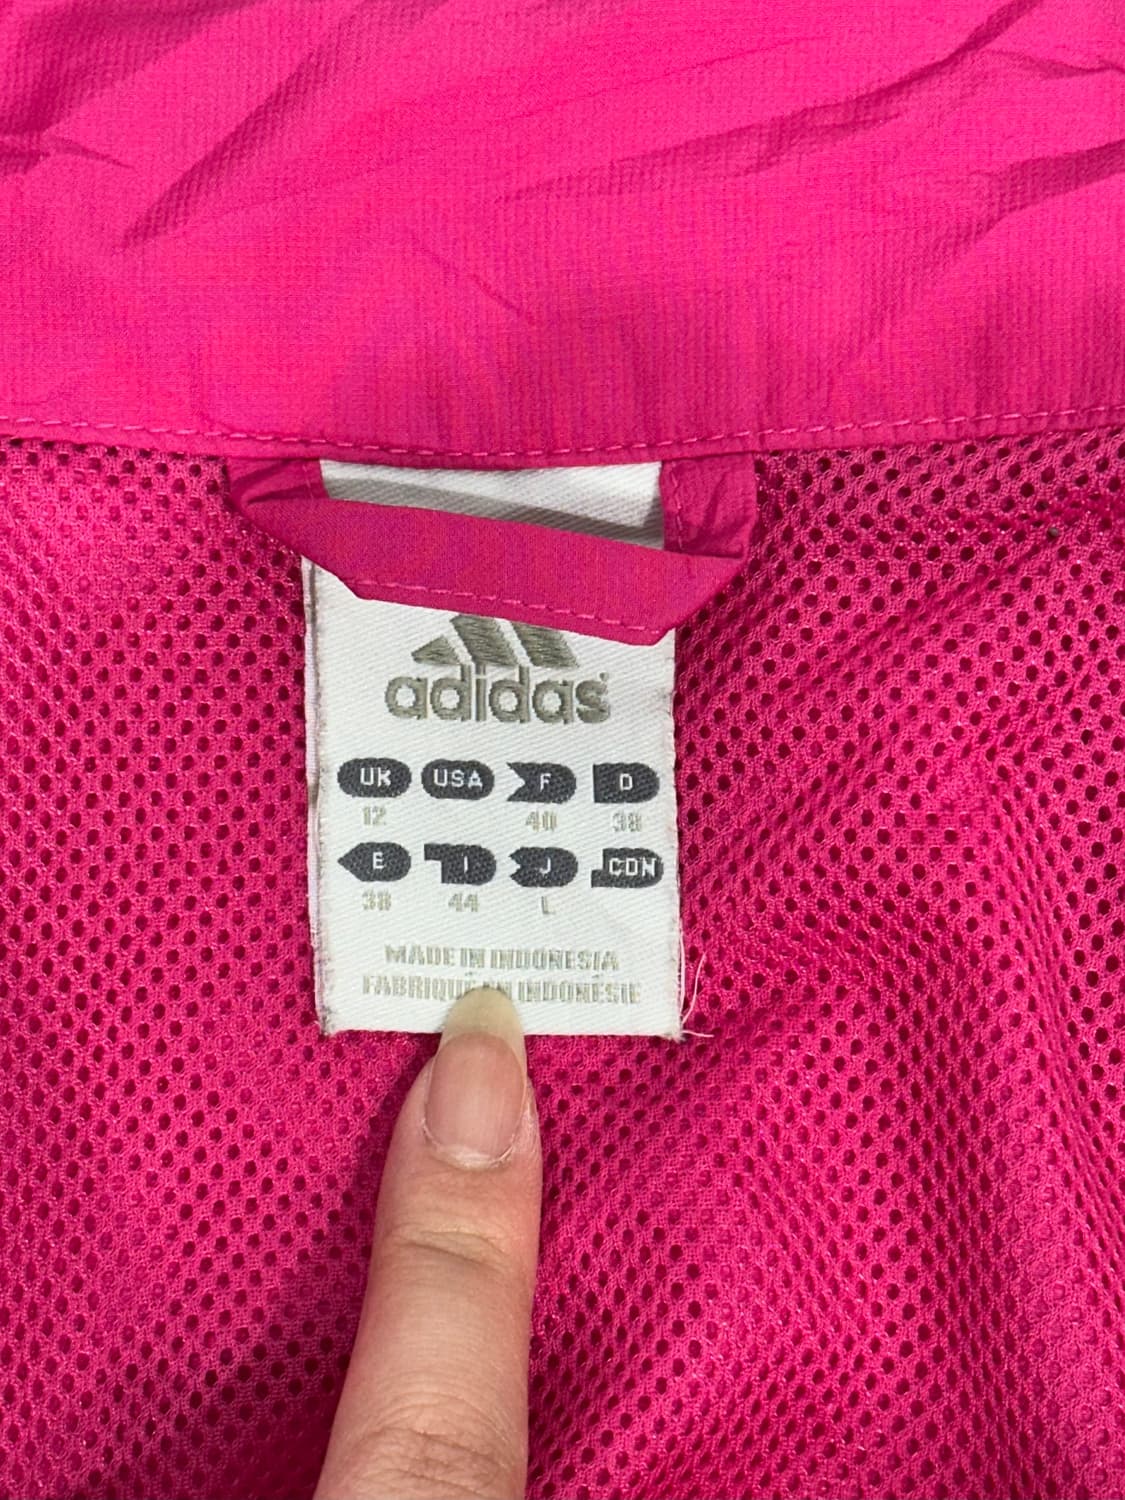 adidas
UK USA F D
12 40 38
E I J CDN
38 44 L
MADE IN INDONESIA
FABRIQUÉ EN INDONÉSIE